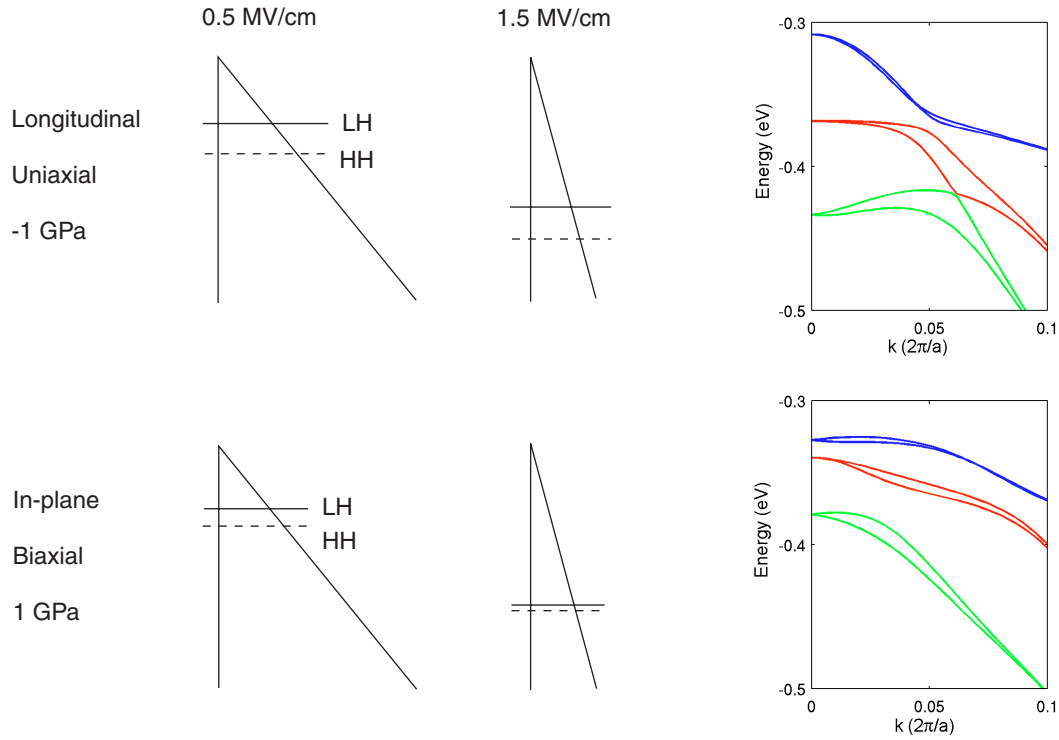 0.5 MV/cm
1.5 MV/cm
Longitudinal
Uniaxial
-1 GPa
LH
HH
-0.3
-0.4
-0.5
Energy (eV)
0
0.05
0.1
k (2π/a)
In-plane
Biaxial
1 GPa
LH
HH
-0.3
-0.4
-0.5
Energy (eV)
0
0.05
0.1
k (2π/a)